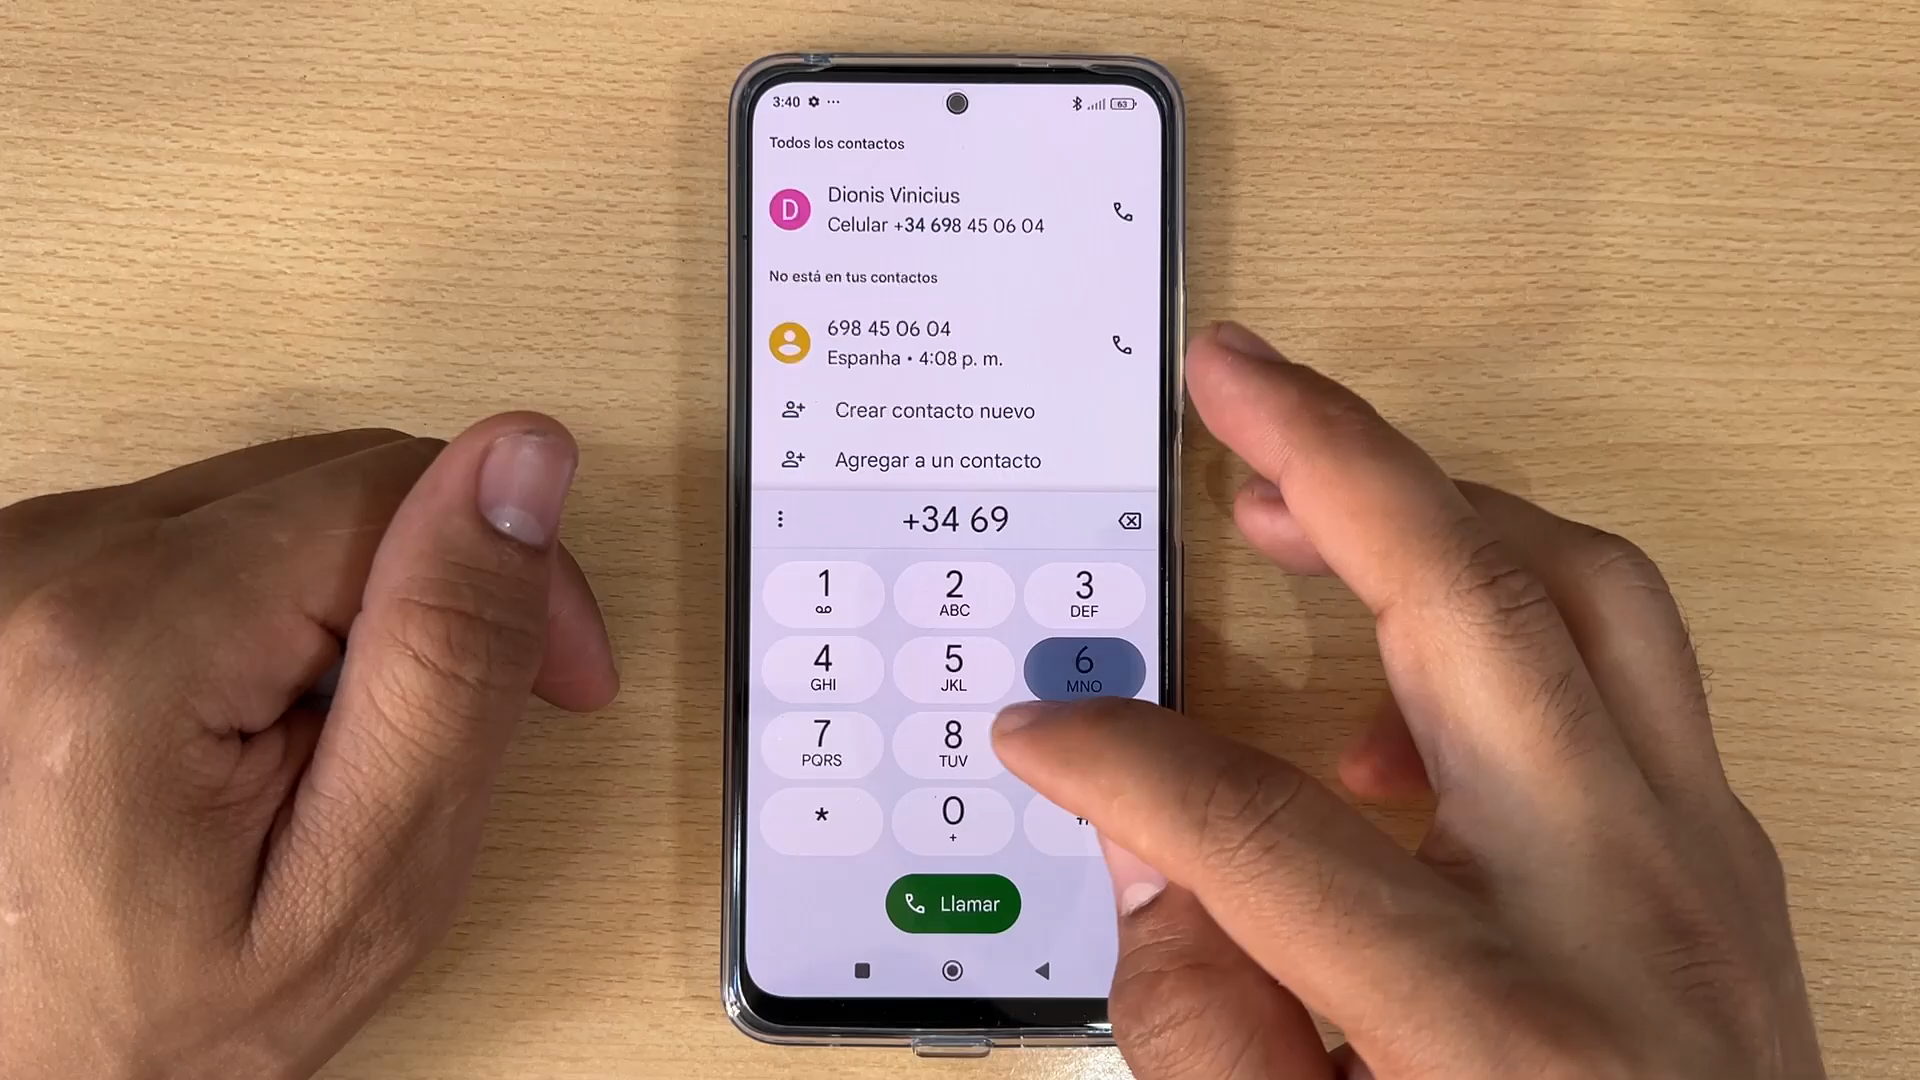 3:40
63
Todos los contactos
D
Dionis Vinicius
Celular +34 698 45 06 04
No está en tus contactos
698 45 06 04
Espanha • 4:08 p. m.
Crear contacto nuevo
Agregar a un contacto
+34 69
1 2 3
ABC DEF
4 5 6
GHI JKL MNO
7 8
PQRS TUV
* 0 #
+
Llamar